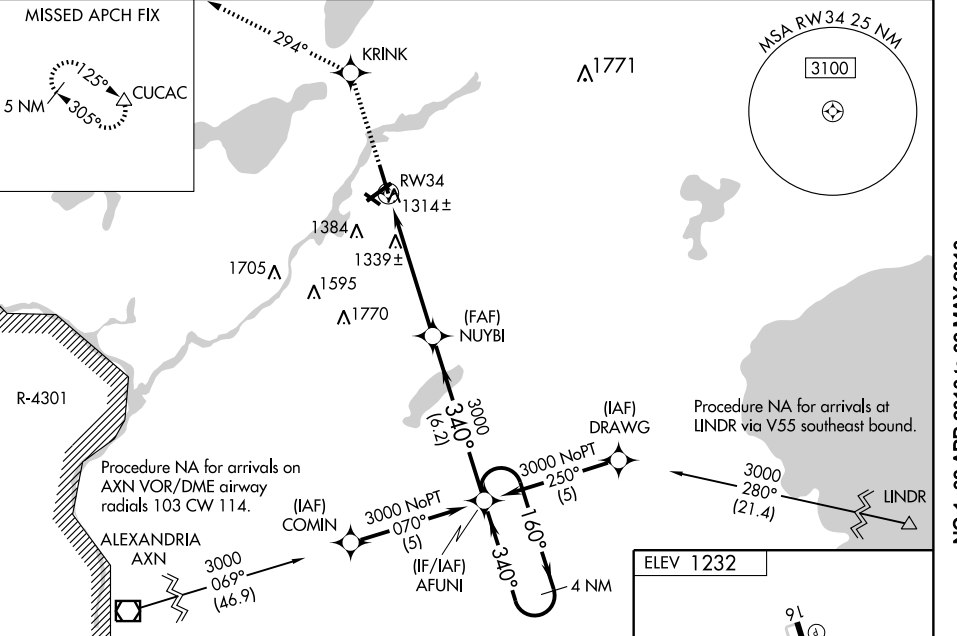 MISSED APCH FIX
125°
CUCAC
5 NM
305°
294°
KRINK
1771
MSA RW34 25 NM
3100
RW34
1314±
1384
1339±
1705
1595
1770
(FAF)
NUYBI
R-4301
3000
340°
(6.2)
(IAF)
DRAWG
Procedure NA for arrivals at
LINDR via V55 southeast bound.
3000 NoPT
250°
(5)
3000
280°
(21.4)
LINDR
Procedure NA for arrivals on
AXN VOR/DME airway
radials 103 CW 114.
(IAF)
COMIN
3000 NoPT
070°
(5)
ALEXANDRIA
AXN
3000
069°
(46.9)
(IF/IAF)
AFUNI
160°
340°
4 NM
ELEV 1232
16
P